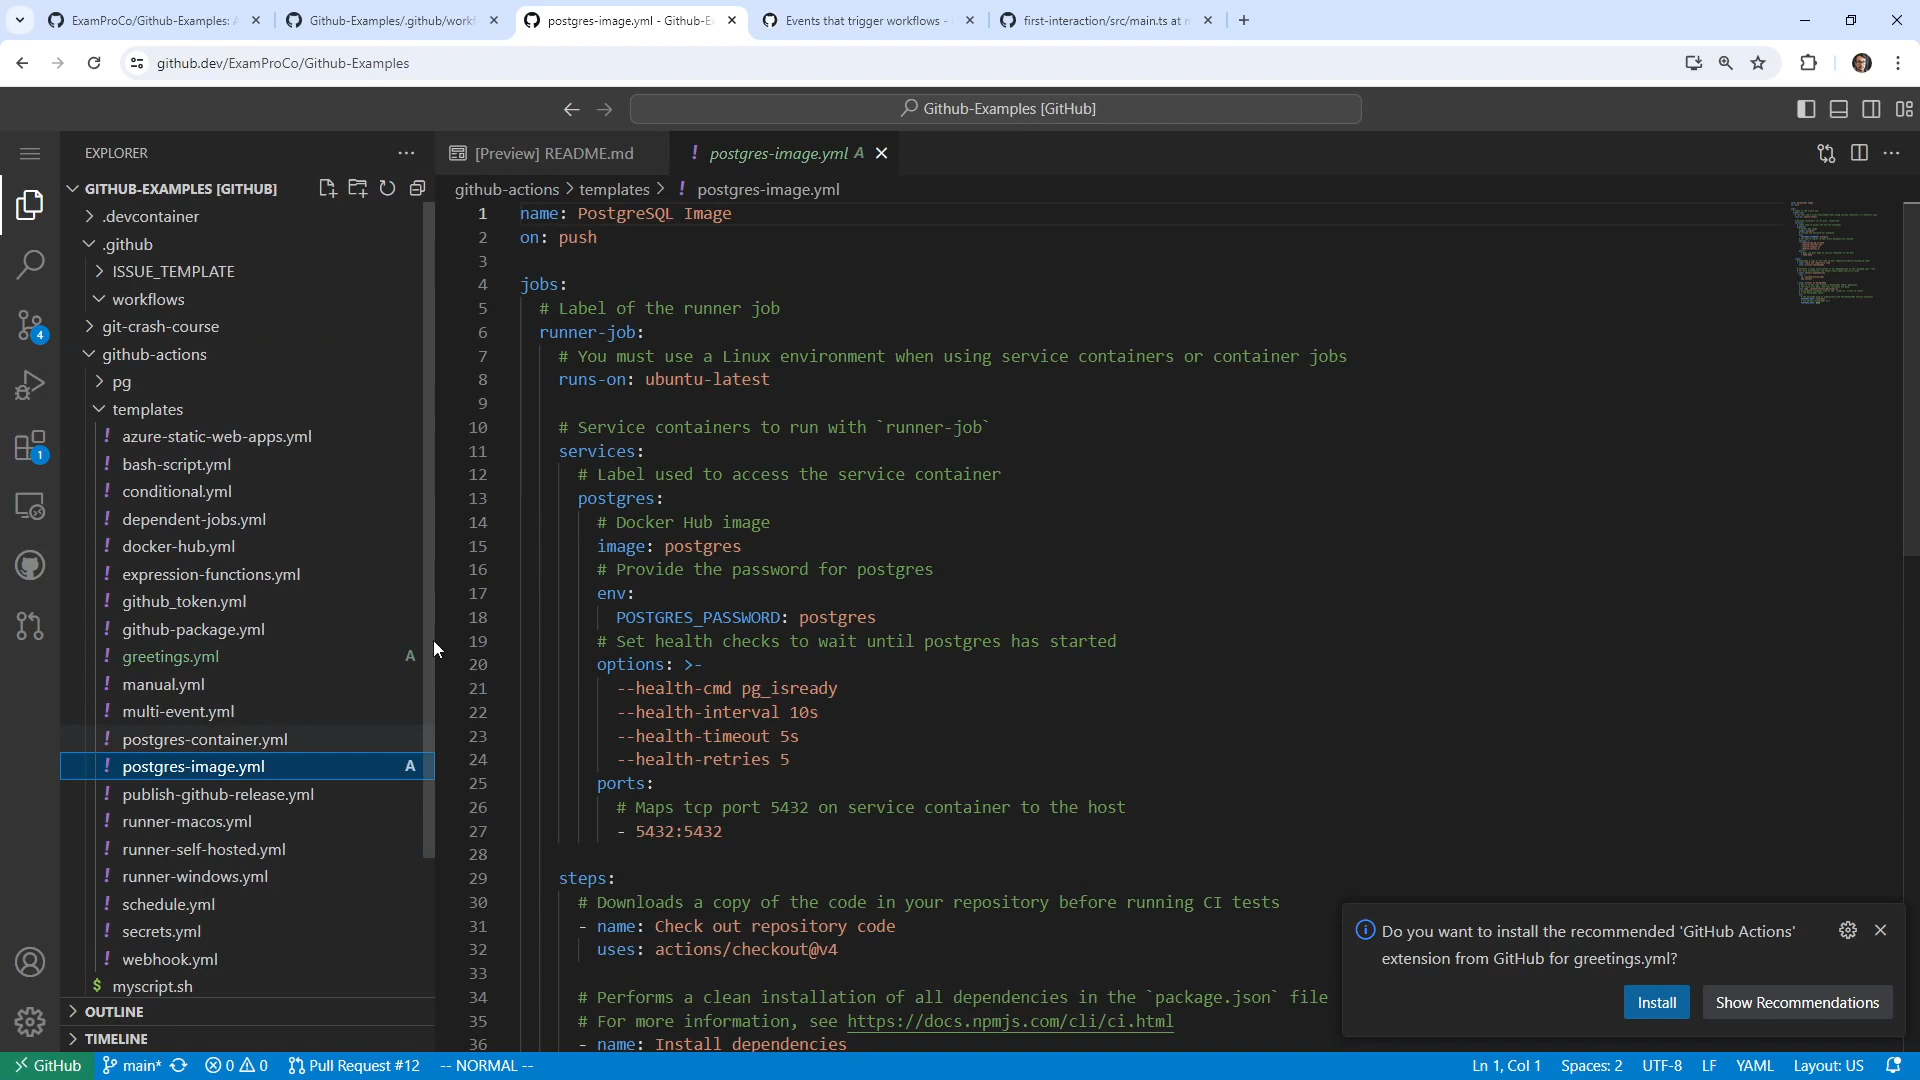 ExamProCo/Github-Examples: A
Github-Examples/.github/workf
postgres-image.yml - Github-E
Events that trigger workflows -
first-interaction/src/main.ts at
github.dev/ExamProCo/Github-Examples
Github-Examples [GitHub]
EXPLORER
[Preview] README.md
! postgres-image.yml A
GITHUB-EXAMPLES [GITHUB]
github-actions > templates > ! postgres-image.yml
.devcontainer
.github
ISSUE_TEMPLATE
workflows
git-crash-course
github-actions
pg
templates
! azure-static-web-apps.yml
! bash-script.yml
! conditional.yml
! dependent-jobs.yml
! docker-hub.yml
! expression-functions.yml
! github_token.yml
! github-package.yml
! greetings.yml A
! manual.yml
! multi-event.yml
! postgres-container.yml
! postgres-image.yml A
! publish-github-release.yml
! runner-macos.yml
! runner-self-hosted.yml
! runner-windows.yml
! schedule.yml
! secrets.yml
! webhook.yml
$ myscript.sh
OUTLINE
TIMELINE
4
1
1 name: PostgreSQL Image
2 on: push
3
4 jobs:
5 # Label of the runner job
6 runner-job:
7 # You must use a Linux environment when using service containers or container jobs
8 runs-on: ubuntu-latest
9
10 # Service containers to run with `runner-job`
11 services:
12 # Label used to access the service container
13 postgres:
14 # Docker Hub image
15 image: postgres
16 # Provide the password for postgres
17 env:
18 POSTGRES_PASSWORD: postgres
19 # Set health checks to wait until postgres has started
20 options: >-
21 --health-cmd pg_isready
22 --health-interval 10s
23 --health-timeout 5s
24 --health-retries 5
25 ports:
26 # Maps tcp port 5432 on service container to the host
27 - 5432:5432
28
29 steps:
30 # Downloads a copy of the code in your repository before running CI tests
31 - name: Check out repository code
32 uses: actions/checkout@v4
33
34 # Performs a clean installation of all dependencies in the `package.json` file
35 # For more information, see https://docs.npmjs.com/cli/ci.html
36 - name: Install dependencies
Do you want to install the recommended 'GitHub Actions'
extension from GitHub for greetings.yml?
Install
Show Recommendations
GitHub
main*
0
0
Pull Request #12
-- NORMAL --
Ln 1, Col 1
Spaces: 2
UTF-8
LF
YAML
Layout: US